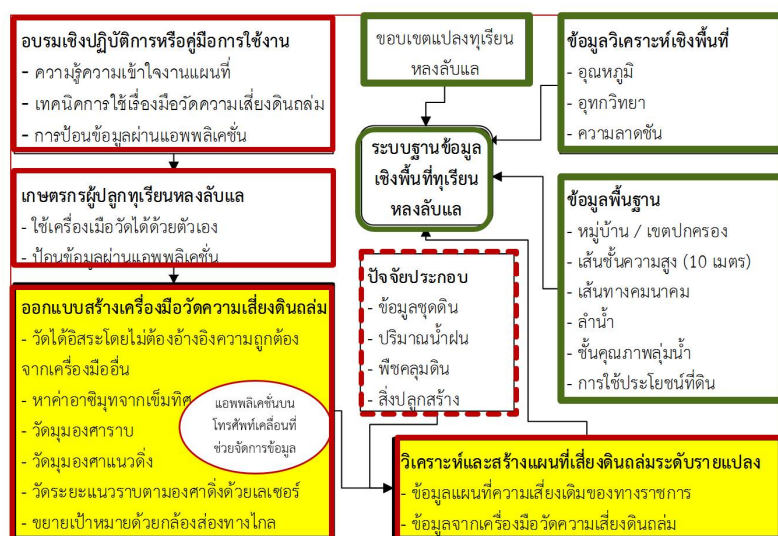 อบรมเชิงปฏิบัติการหรือคู่มือการใช้งาน
- ความรู้ความเข้าใจงานแผนที่
- เทคนิคการใช้เรื่องมือวัดความเสี่ยงดินถล่ม
- การป้อนข้อมูลผ่านแอพพลิเคชั่น
เกษตรกรผู้ปลูกทุเรียนหลงลับแล
- ใช้เครื่องเมือวัดได้ด้วยตัวเอง
- ป้อนข้อมูลผ่านแอพพลิเคชั่น
ออกแบบสร้างเครื่องมือวัดความเสี่ยงดินถล่ม
- วัดได้อิสระโดยไม่ต้องอ้างอิงความถูกต้อง
จากเครื่องมืออื่น
- หาค่าอาซิมุทจากเข็มทิศ
- วัดมุมองศาราบ
- วัดมุมองศาแนวดิ่ง
- วัดระยะแนวราบตามองศาดิ่งด้วยเลเซอร์
- ขยายเป้าหมายด้วยกล้องส่องทางไกล
แอพพลิเคชั่นบน
โทรศัพท์เคลื่อนที่
ช่วยจัดการข้อมูล
ขอบเขตแปลงทุเรียน
หลงลับแล
ระบบฐานข้อมูล
เชิงพื้นที่ทุเรียน
หลงลับแล
ปัจจัยประกอบ
- ข้อมูลชุดดิน
- ปริมาณน้ำฝน
- พืชคลุมดิน
- สิ่งปลูกสร้าง
ข้อมูลวิเคราะห์เชิงพื้นที่
- อุณหภูมิ
- อุทกวิทยา
- ความลาดชัน
ข้อมูลพื้นฐาน
- หมู่บ้าน / เขตปกครอง
- เส้นชั้นความสูง (10 เมตร)
- เส้นทางคมนาคม
- ลำน้ำ
- ชั้นคุณภาพลุ่มน้ำ
- การใช้ประโยชน์ที่ดิน
วิเคราะห์และสร้างแผนที่เสี่ยงดินถล่มระดับรายแปลง
- ข้อมูลแผนที่ความเสี่ยงเดิมของทางราชการ
- ข้อมูลจากเครื่องมือวัดความเสี่ยงดินถล่ม